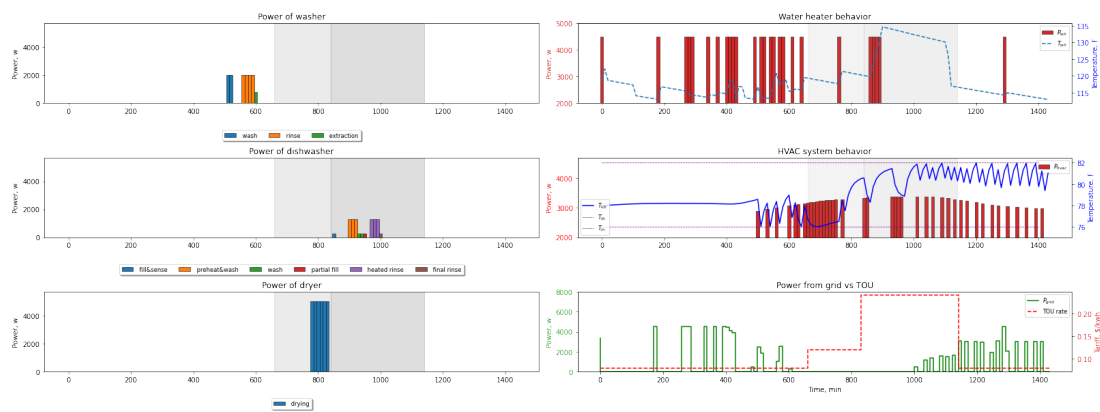 Power of washer
Power, w
4000
2000
0
0 200 400 600 800 1000 1200 1400
wash rinse extraction
Water heater behavior
Power, w
5000
4000
3000
2000
0 200 400 600 800 1000 1200 1400
135
130
125
120
115
Temperature, f
P_wh
T_wh
Power of dishwasher
Power, w
4000
2000
0
0 200 400 600 800 1000 1200 1400
fill&sense preheat&wash wash partial fill heated rinse final rinse
HVAC system behavior
Power, w
5000
4000
3000
2000
0 200 400 600 800 1000 1200 1400
82
80
78
76
Temperature, f
Power of dryer
Power, w
4000
2000
0
0 200 400 600 800 1000 1200 1400
drying
Power from grid vs TOU
Power, w
8000
6000
4000
2000
0
0 200 400 600 800 1000 1200 1400
Time, min
0.20
0.15
0.10
Tariff, $/kwh
P_grid
TOU rate